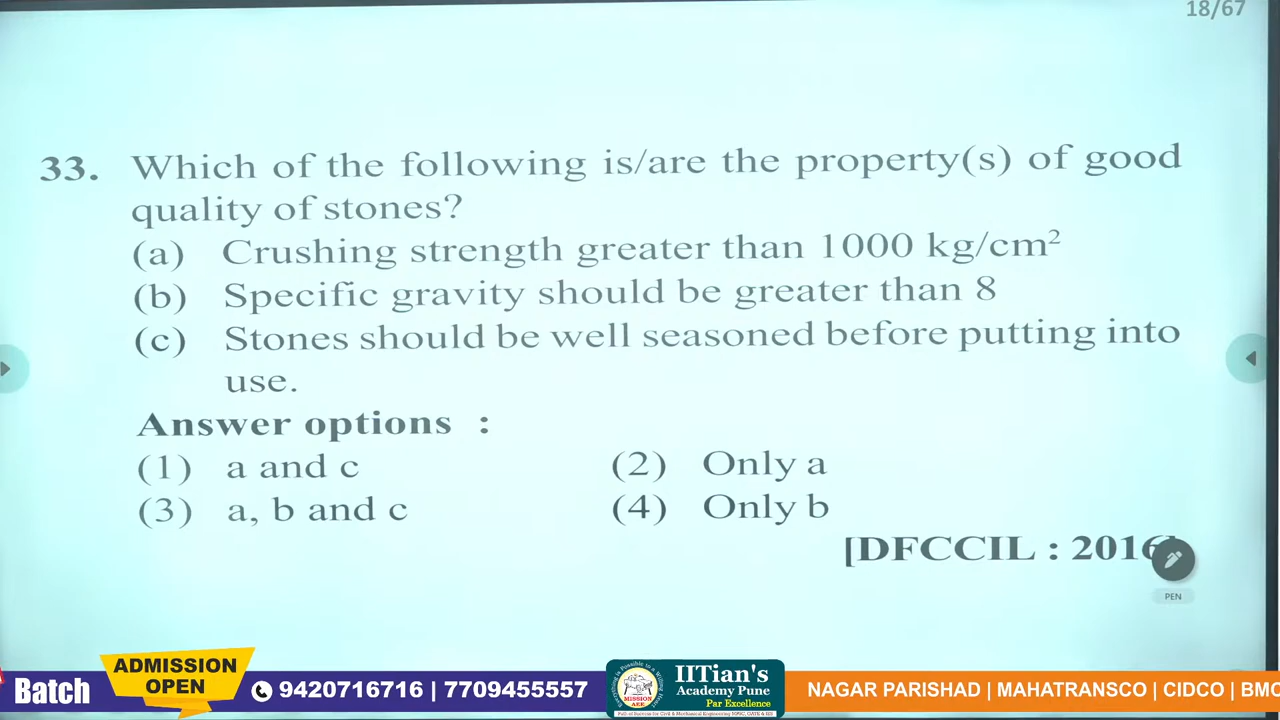 18/67
33. Which of the following is/are the property(s) of good
quality of stones?
(a) Crushing strength greater than 1000 kg/cm²
(b) Specific gravity should be greater than 8
(c) Stones should be well seasoned before putting into
use.
Answer options :
(1) a and c (2) Only a
(3) a, b and c (4) Only b
[DFCCIL : 2016]
PEN
Batch
ADMISSION
OPEN
9420716716 | 7709455557
MISSION
AEE
IITian's
Academy Pune
Par Excellence
NAGAR PARISHAD | MAHATRANSCO | CIDCO | BMC